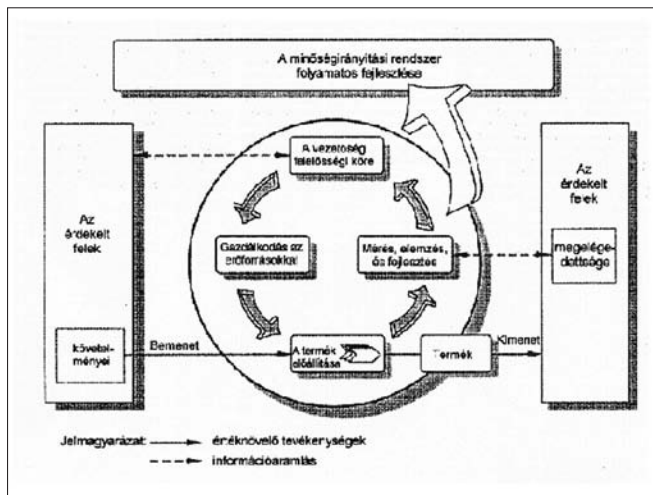 A minőségirányítási rendszer
folyamatos fejlesztése
A vezetőség
felelősségi köre
Az
érdekelt
felek
Az
érdekelt
felek
Gazdálkodás az
erőforrásokkal
Mérés, elemzés,
és fejlesztés
megelége-
dettsége
követel-
ményei
Bemenet
A termék
előállítása
Termék
Kimenet
Jelmagyarázat:
értéknövelő tevékenységek
információáramlás